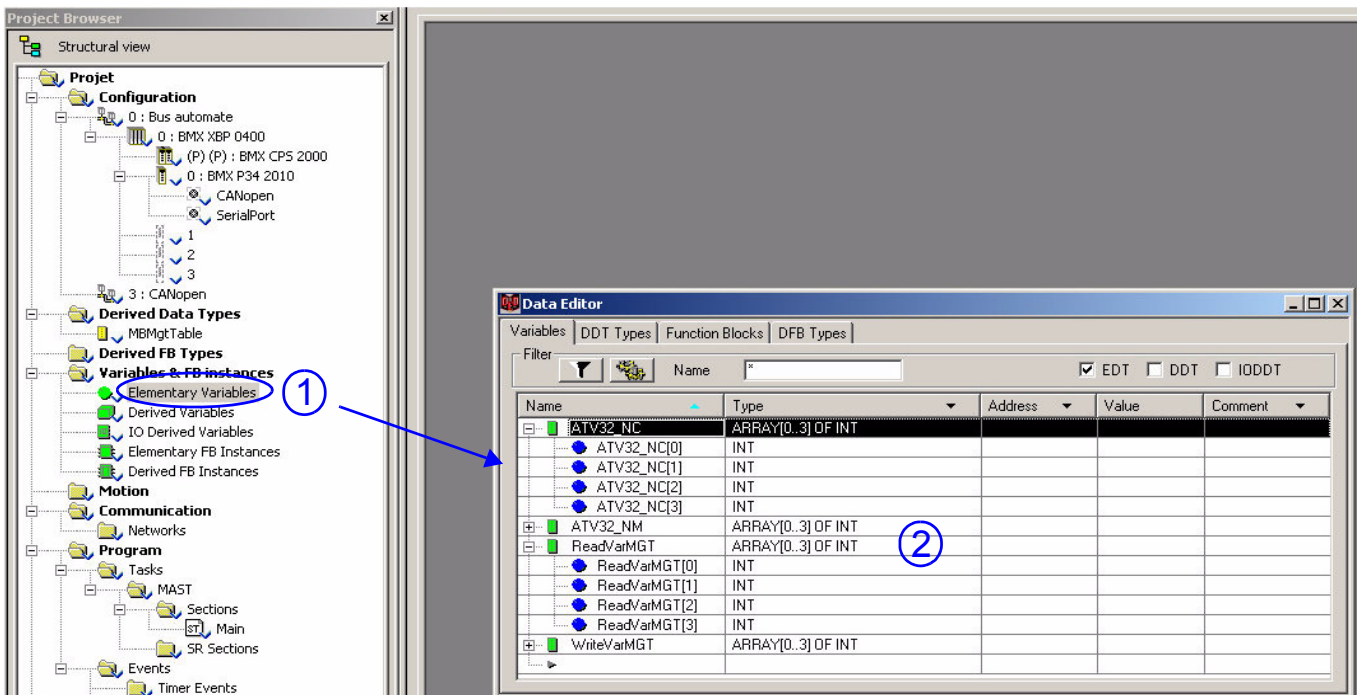 Project Browser
Structural view
Projet
Configuration
0 : Bus automate
0 : BMX XBP 0400
(P) (P) : BMX CPS 2000
0 : BMX P34 2010
CANopen
SerialPort
1
2
3
3 : CANopen
Derived Data Types
MBMgtTable
Derived FB Types
Variables & FB instances
Elementary Variables
1
Derived Variables
IO Derived Variables
Elementary FB Instances
Derived FB Instances
Motion
Communication
Networks
Program
Tasks
MAST
Sections
ST Main
SR Sections
Events
Timer Events
Data Editor
Variables DDT Types Function Blocks DFB Types
Filter
Name * EDT DDT IODDT
Name Type Address Value Comment
ATV32_NC ARRAY[0..3] OF INT
ATV32_NC[0] INT
ATV32_NC[1] INT
ATV32_NC[2] INT
ATV32_NC[3] INT
ATV32_NM ARRAY[0..3] OF INT
ReadVarMGT ARRAY[0..3] OF INT
2
ReadVarMGT[0] INT
ReadVarMGT[1] INT
ReadVarMGT[2] INT
ReadVarMGT[3] INT
WriteVarMGT ARRAY[0..3] OF INT